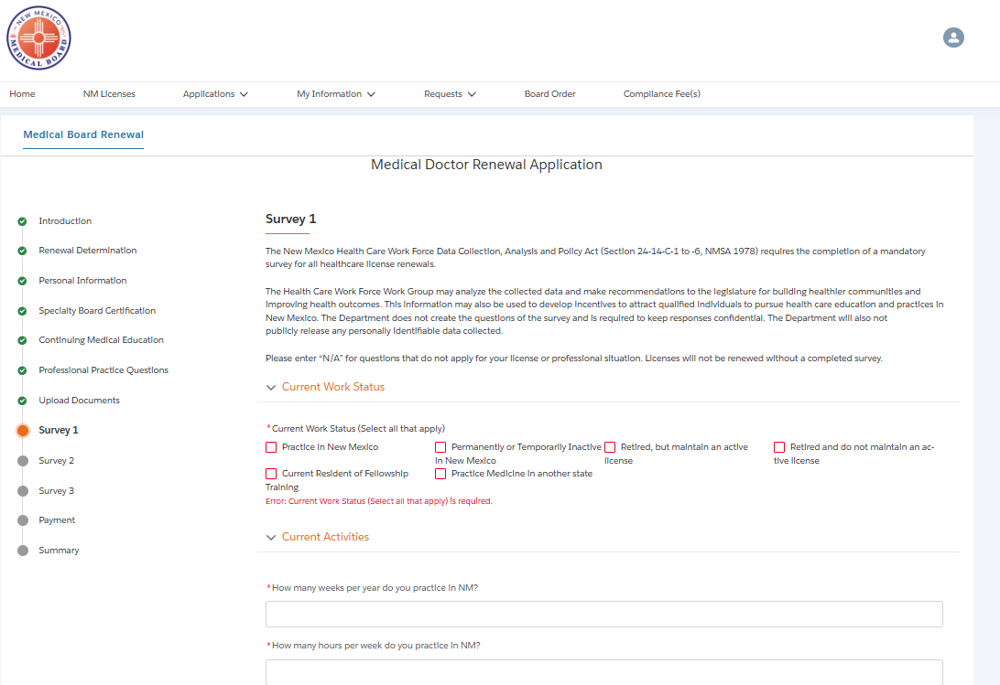 NEW MEXICO
MEDICAL BOARD
Home NM Licenses Applications My Information Requests Board Order Compliance Fee(s)
Medical Board Renewal
Medical Doctor Renewal Application
Introduction
Renewal Determination
Personal Information
Specialty Board Certification
Continuing Medical Education
Professional Practice Questions
Upload Documents
Survey 1
Survey 2
Survey 3
Payment
Summary
Survey 1
The New Mexico Health Care Work Force Data Collection, Analysis and Policy Act (Section 24-14-C-1 to -6, NMSA 1978) requires the completion of a mandatory
survey for all healthcare license renewals.
The Health Care Work Force Work Group may analyze the collected data and make recommendations to the legislature for building healthier communities and
improving health outcomes. This information may also be used to develop incentives to attract qualified individuals to pursue health care education and practices in
New Mexico. The Department does not create the questions of the survey and is required to keep responses confidential. The Department will also not
publicly release any personally identifiable data collected.
Please enter “N/A” for questions that do not apply for your license or professional situation. Licenses will not be renewed without a completed survey.
Current Work Status
*Current Work Status (Select all that apply)
Practice in New Mexico
Permanently or Temporarily Inactive
in New Mexico
Retired, but maintain an active
license
Retired and do not maintain an ac-
tive license
Current Resident of Fellowship
Training
Practice Medicine in another state
Error: Current Work Status (Select all that apply) is required.
Current Activities
*How many weeks per year do you practice in NM?
*How many hours per week do you practice in NM?